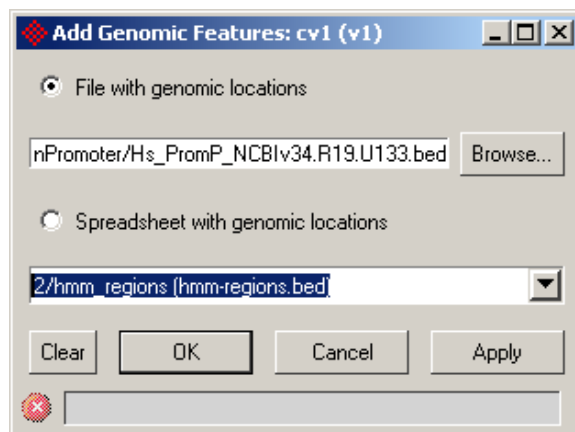 Add Genomic Features: cv1 (v1)
File with genomic locations
nPromoter/Hs_PromP_NCBIv34.R19.U133.bed
Browse...
Spreadsheet with genomic locations
2/hmm_regions (hmm-regions.bed)
Clear
OK
Cancel
Apply